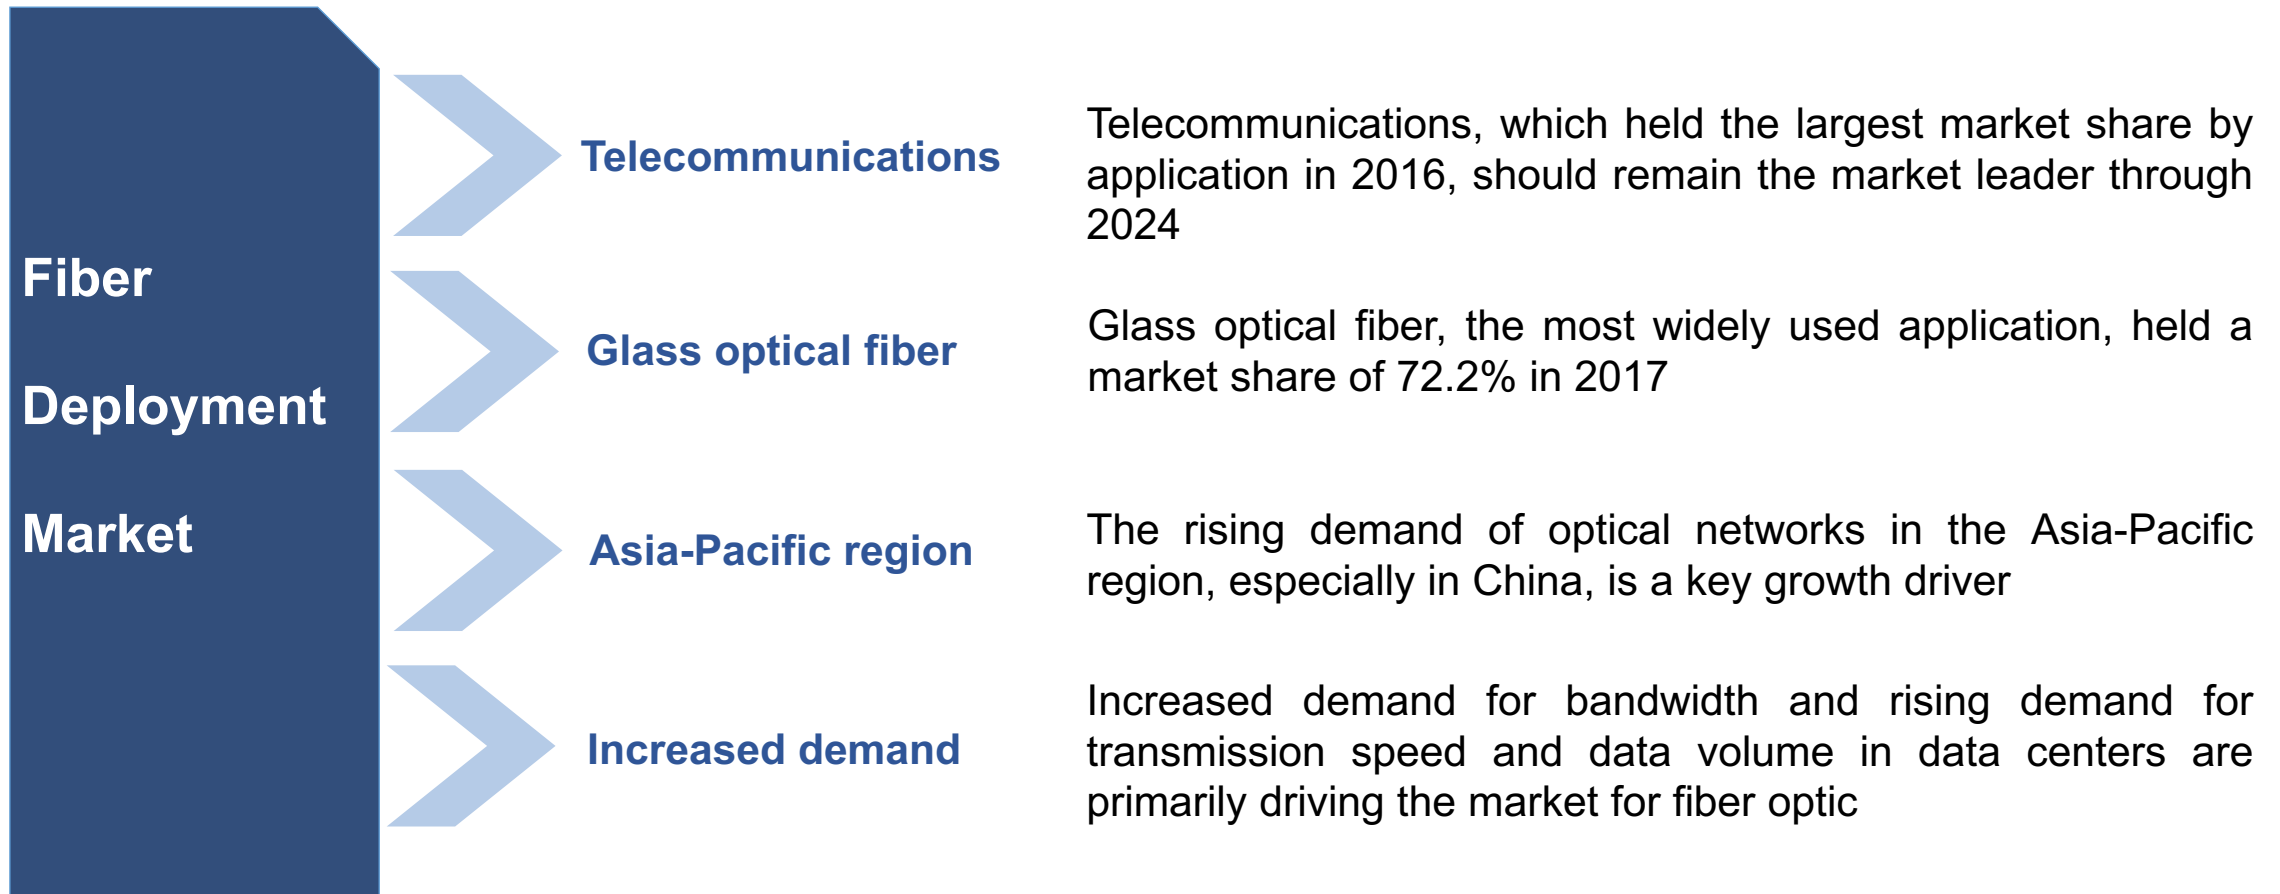 Fiber
Deployment
Market
Telecommunications
Telecommunications, which held the largest market share by
application in 2016, should remain the market leader through
2024
Glass optical fiber
Glass optical fiber, the most widely used application, held a
market share of 72.2% in 2017
Asia-Pacific region
The rising demand of optical networks in the Asia-Pacific
region, especially in China, is a key growth driver
Increased demand
Increased demand for bandwidth and rising demand for
transmission speed and data volume in data centers are
primarily driving the market for fiber optic